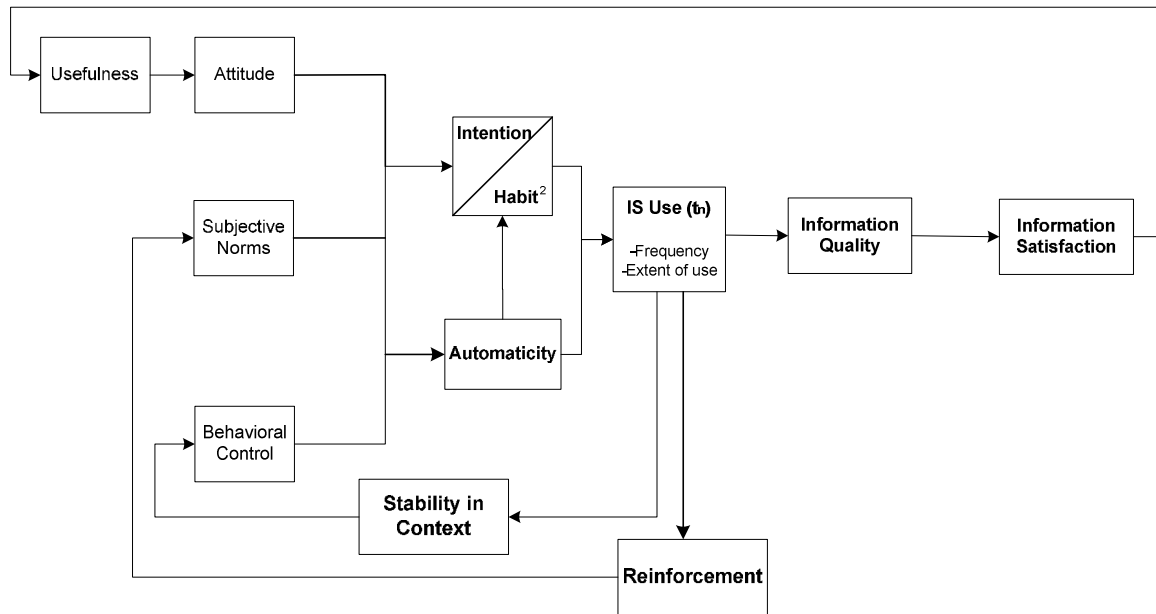 Usefulness
Attitude
Intention
Habit²
Subjective
Norms
IS Use (tn)
-Frequency
-Extent of use
Information
Quality
Information
Satisfaction
Automaticity
Behavioral
Control
Stability in
Context
Reinforcement